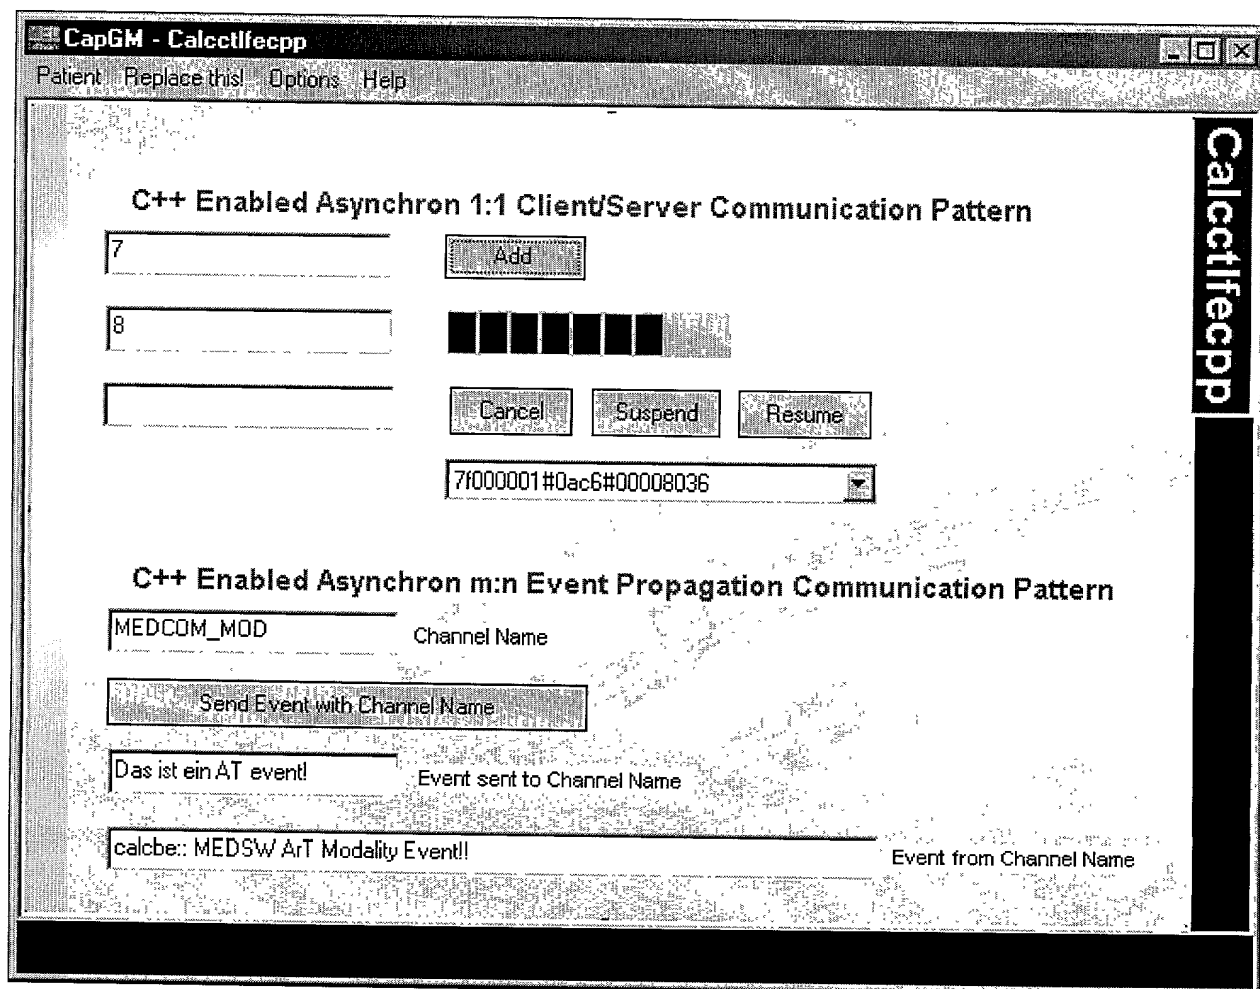 CapGM - Calcctlfecpp
Patient Replace this! Options Help
Calcctlfecpp
C++ Enabled Asynchron 1:1 Client/Server Communication Pattern
7
Add
8
Cancel Suspend Resume
7f000001#0ac6#00008036
C++ Enabled Asynchron m:n Event Propagation Communication Pattern
MEDCOM_MOD Channel Name
Send Event with Channel Name
Das ist ein AT event! Event sent to Channel Name
calcbe:: MEDSW ArT Modality Event!! Event from Channel Name